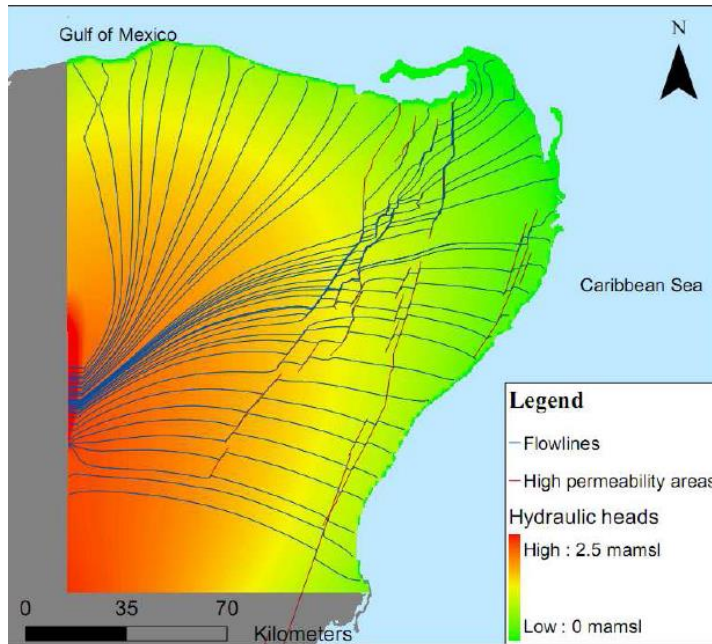 Gulf of Mexico
N
Caribbean Sea
Legend
Flowlines
High permeability areas
Hydraulic heads
High : 2.5 mamsl
Low : 0 mamsl
0 35 70
Kilometers